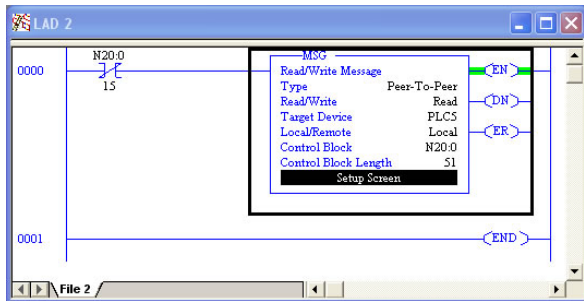 LAD 2
N20:0
0000
15
MSG
Read/Write Message
Type Peer-To-Peer
Read/Write Read
Target Device PLC5
Local/Remote Local
Control Block N20:0
Control Block Length 51
Setup Screen
EN
DN
ER
0001
END
File 2